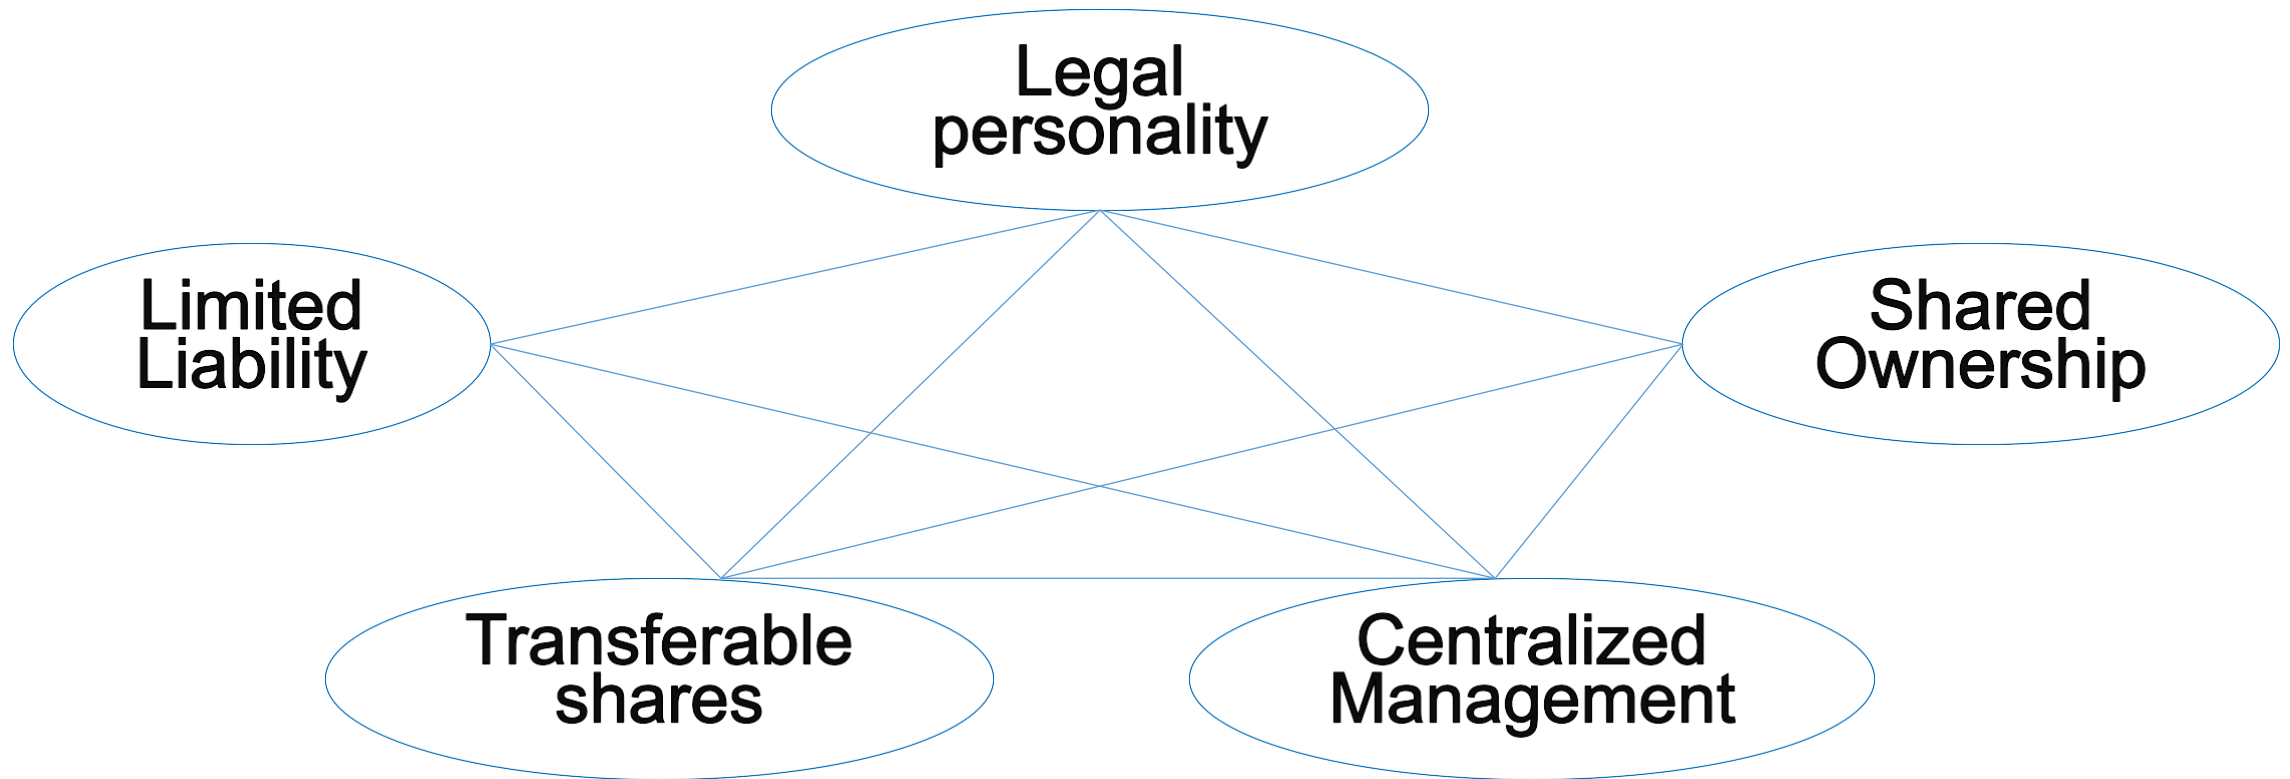 Legal
personality
Limited
Liability
Shared
Ownership
Transferable
shares
Centralized
Management